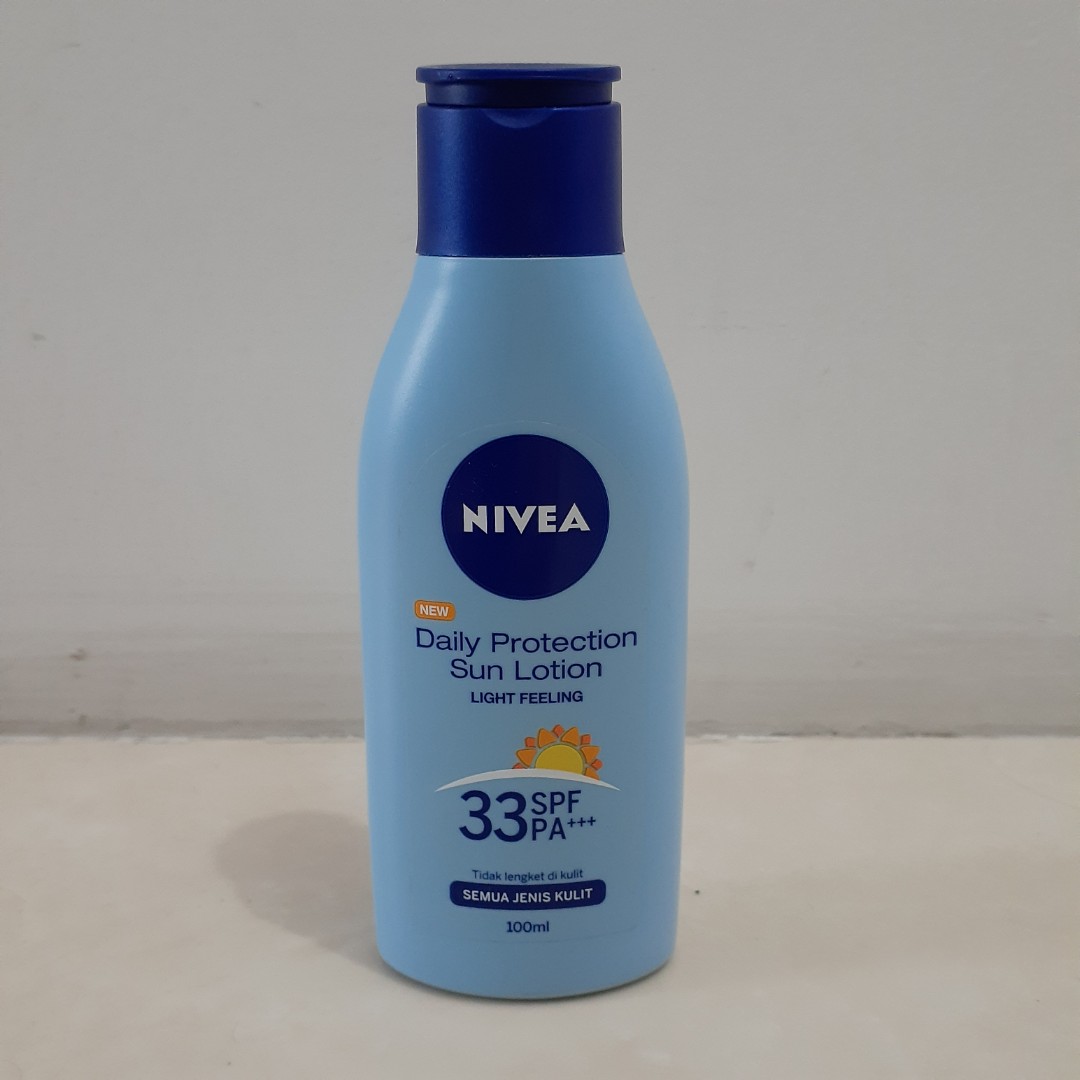 NIVEA
NEW
Daily Protection
Sun Lotion
LIGHT FEELING
33 SPF
PA+++
Tidak lengket di kulit
SEMUA JENIS KULIT
100ml